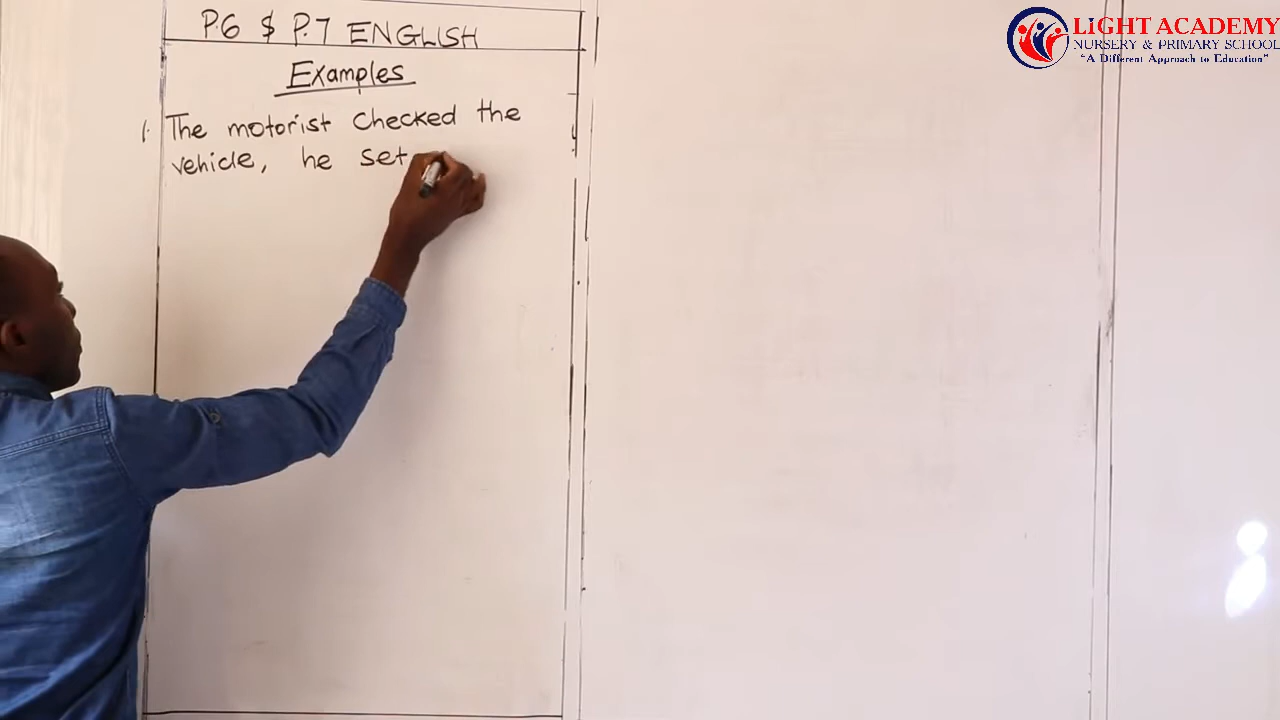 P.6 $ P.7 ENGLISH
Examples
1. The motorist checked the
vehicle, he set
LIGHT ACADEMY
NURSERY & PRIMARY SCHOOL
"A Different Approach to Education"